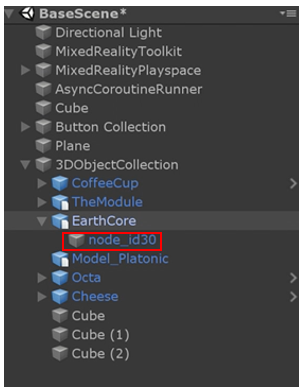 BaseScene*
Directional Light
MixedRealityToolkit
MixedRealityPlayspace
AsyncCoroutineRunner
Cube
Button Collection
Plane
3DObjectCollection
CoffeeCup
TheModule
EarthCore
node_id30
Model_Platonic
Octa
Cheese
Cube
Cube (1)
Cube (2)